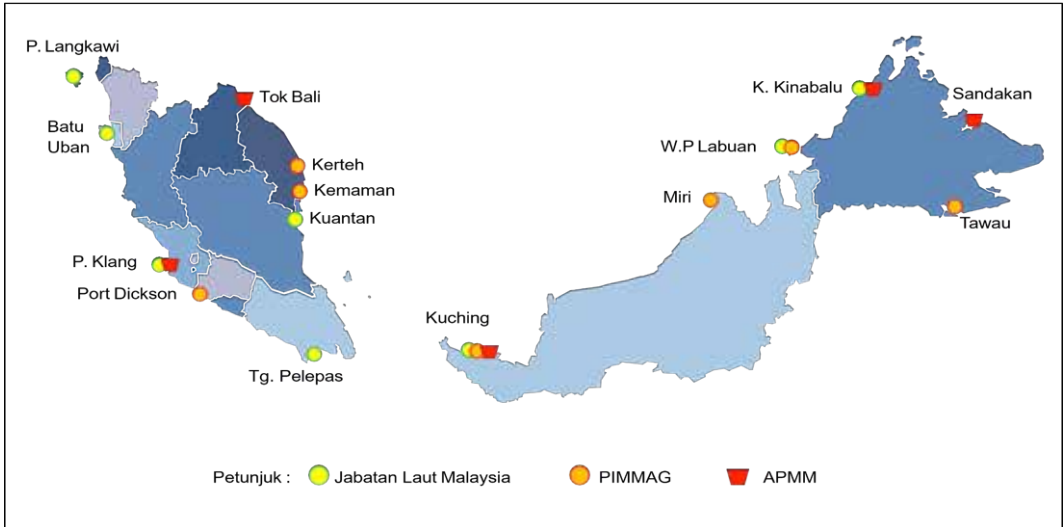 P. Langkawi
Tok Bali
Batu
Uban
Kerteh
Kemaman
Kuantan
P. Klang
Port Dickson
Tg. Pelepas
K. Kinabalu
Sandakan
W.P Labuan
Miri
Tawau
Kuching
Petunjuk : Jabatan Laut Malaysia PIMMAG APMM